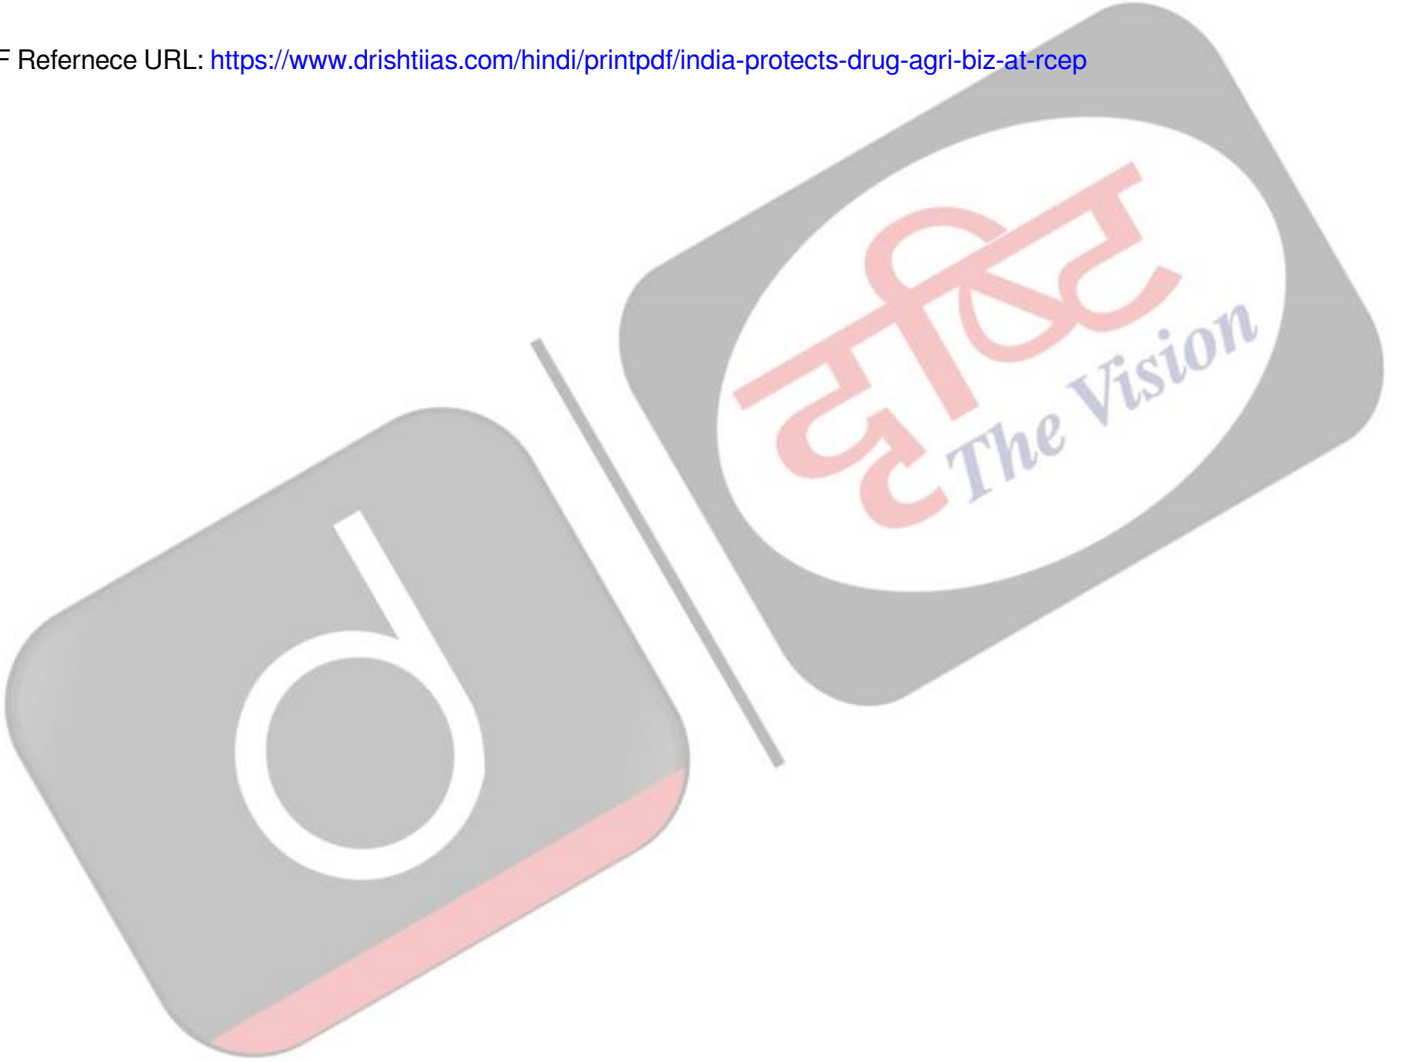 F Refernece URL: https://www.drishtiias.com/hindi/printpdf/india-protects-drug-agri-biz-at-rcep
दृष्टि
The Vision
d